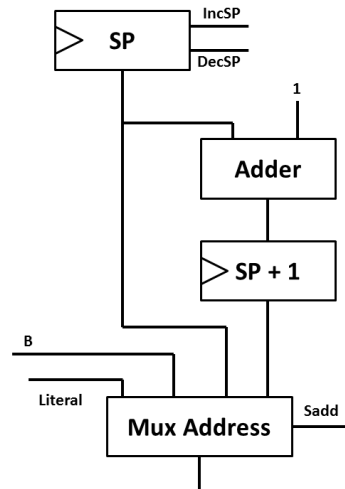 IncSP
SP
DecSP
1
Adder
SP + 1
B
Literal
Sadd
Mux Address